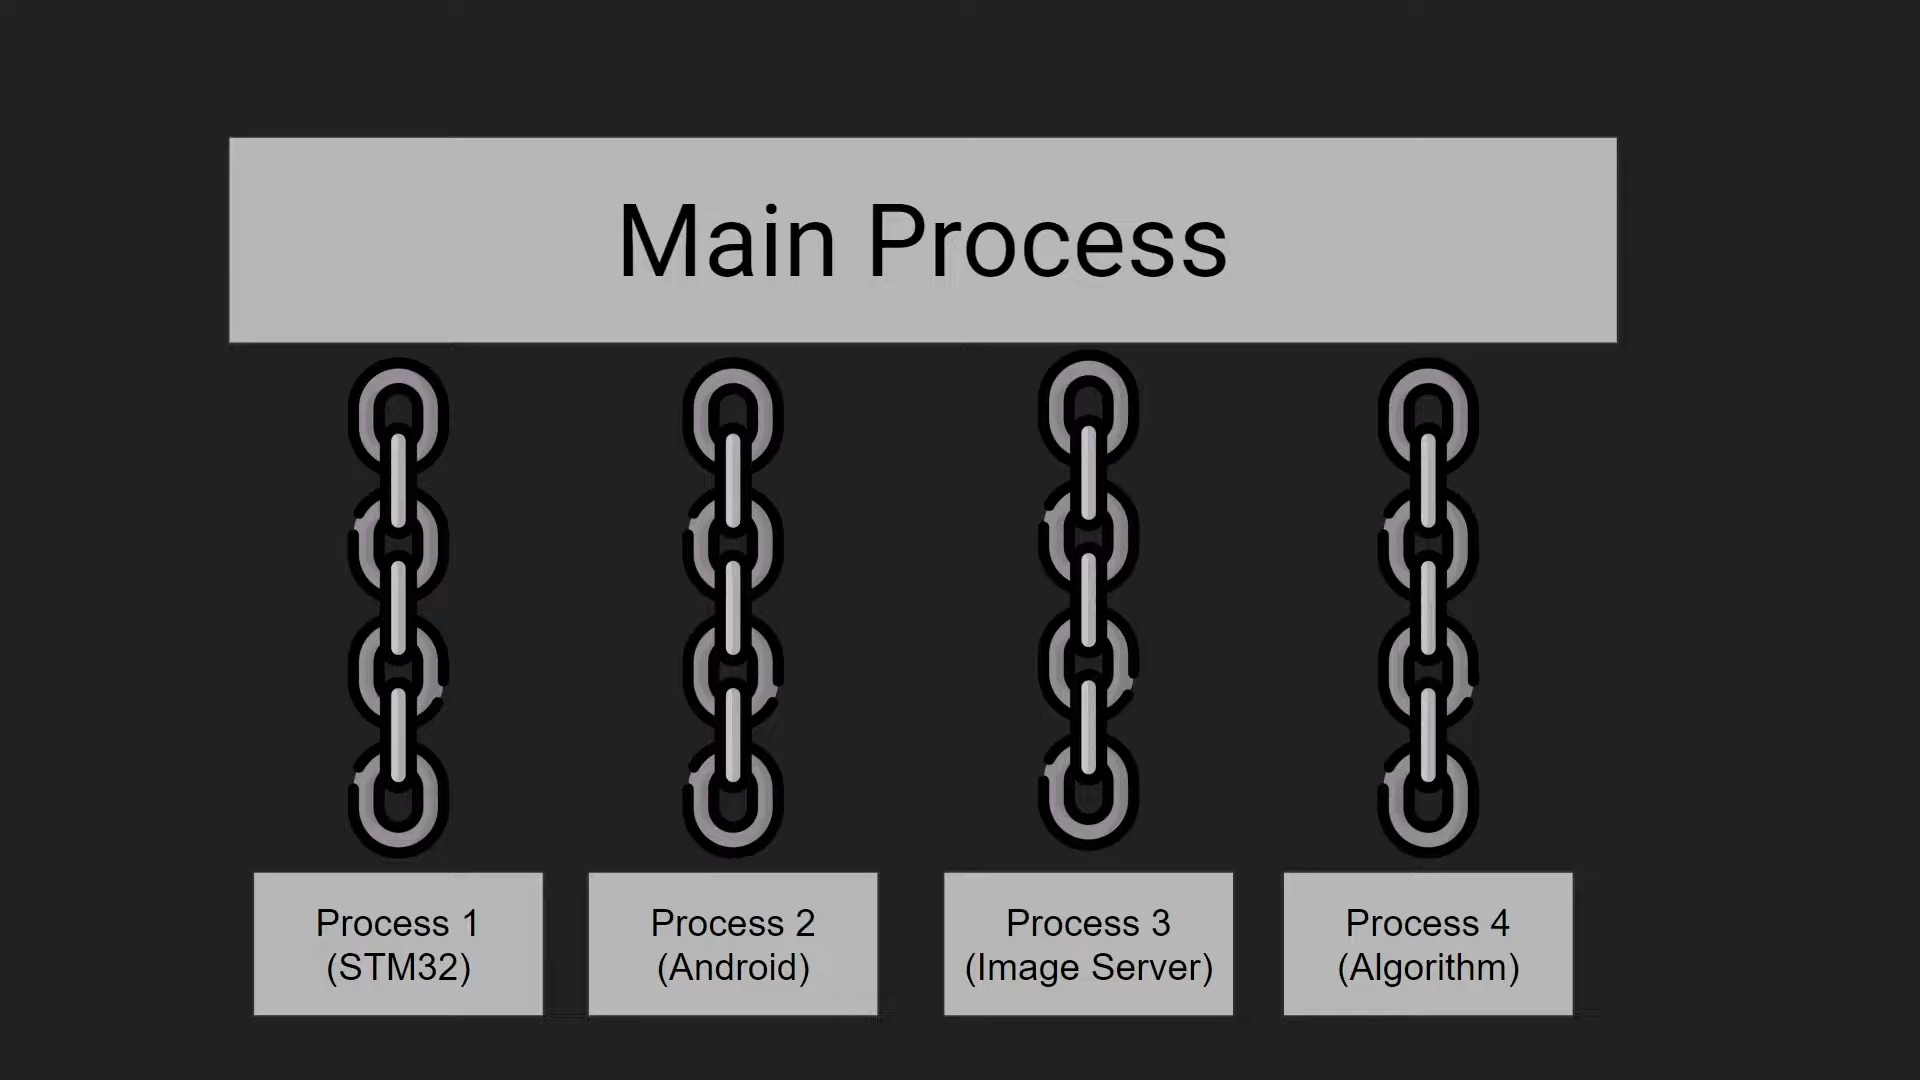 Main Process
Process 1
(STM32)
Process 2
(Android)
Process 3
(Image Server)
Process 4
(Algorithm)